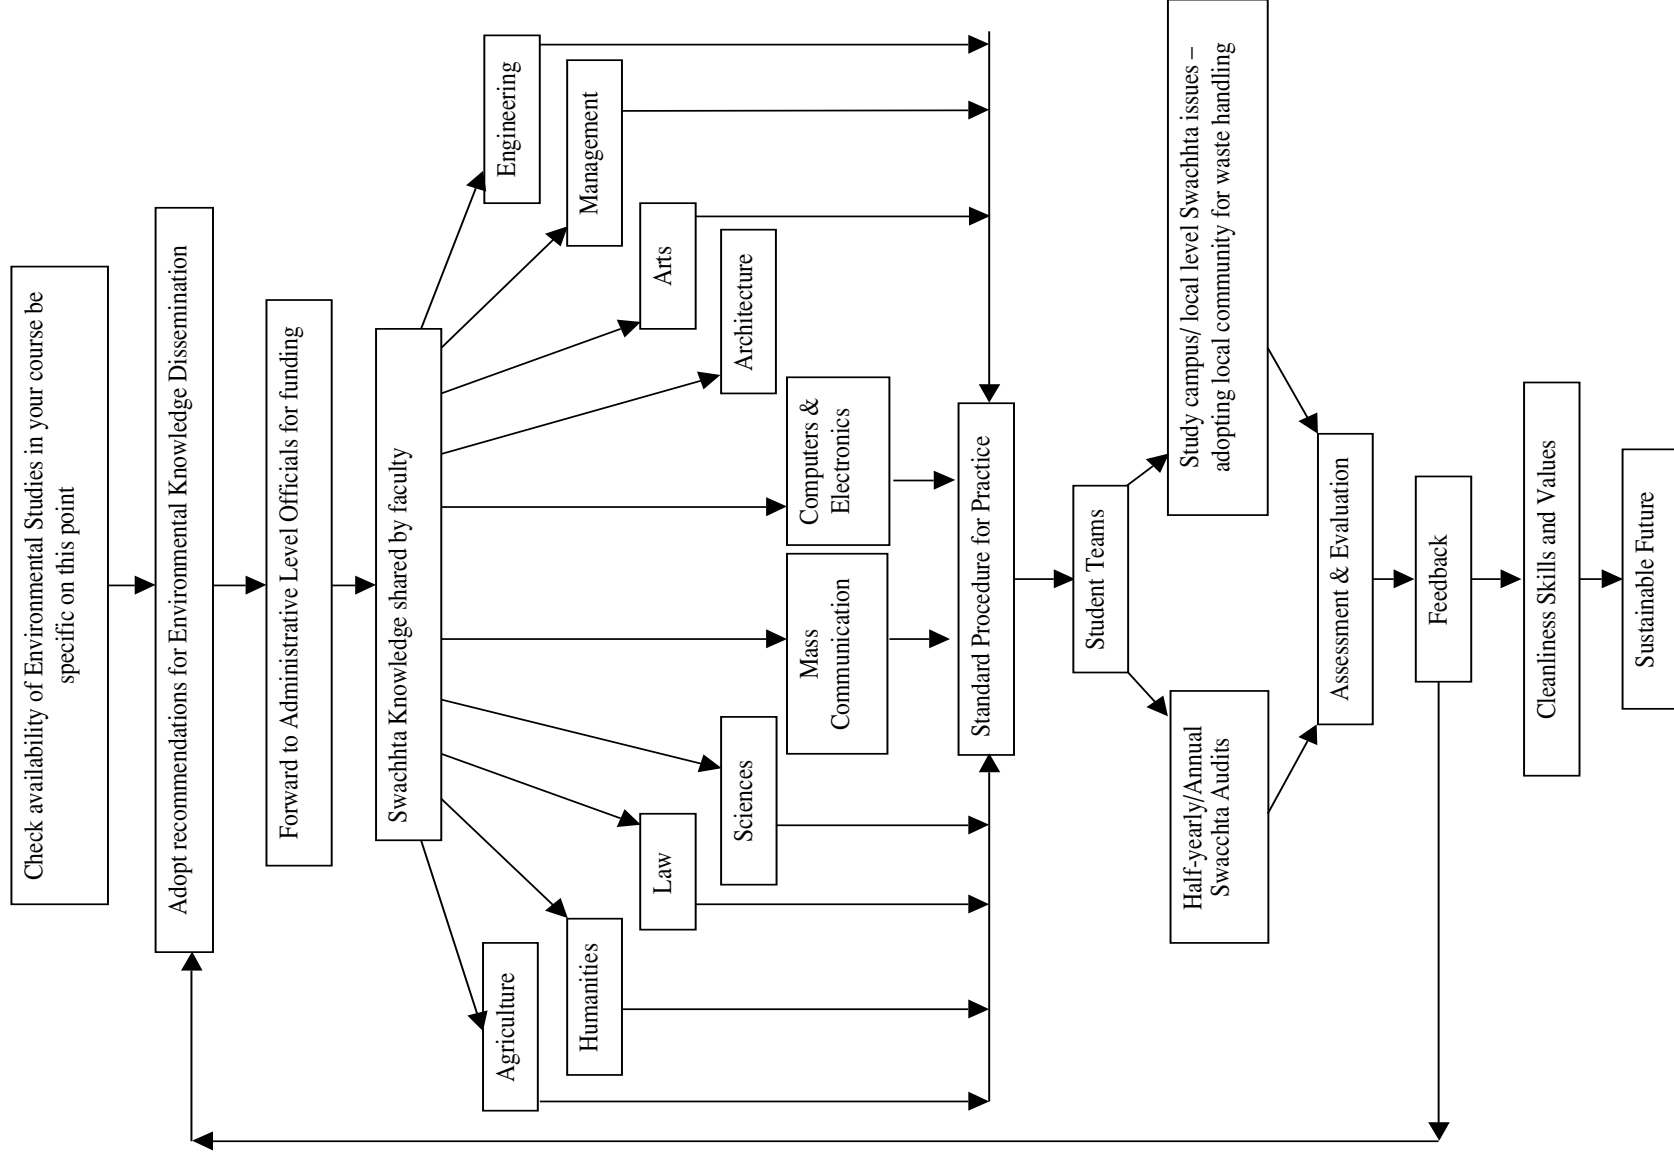 Check availability of Environmental Studies in your course be
specific on this point
Adopt recommendations for Environmental Knowledge Dissemination
Forward to Administrative Level Officials for funding
Swachhta Knowledge shared by faculty
Agriculture
Engineering
Humanities
Management
Law
Arts
Sciences
Architecture
Mass
Communication
Computers &
Electronics
Standard Procedure for Practice
Student Teams
Half-yearly/Annual
Swacchta Audits
Study campus/ local level Swachhta issues –
adopting local community for waste handling
Assessment & Evaluation
Feedback
Cleanliness Skills and Values
Sustainable Future